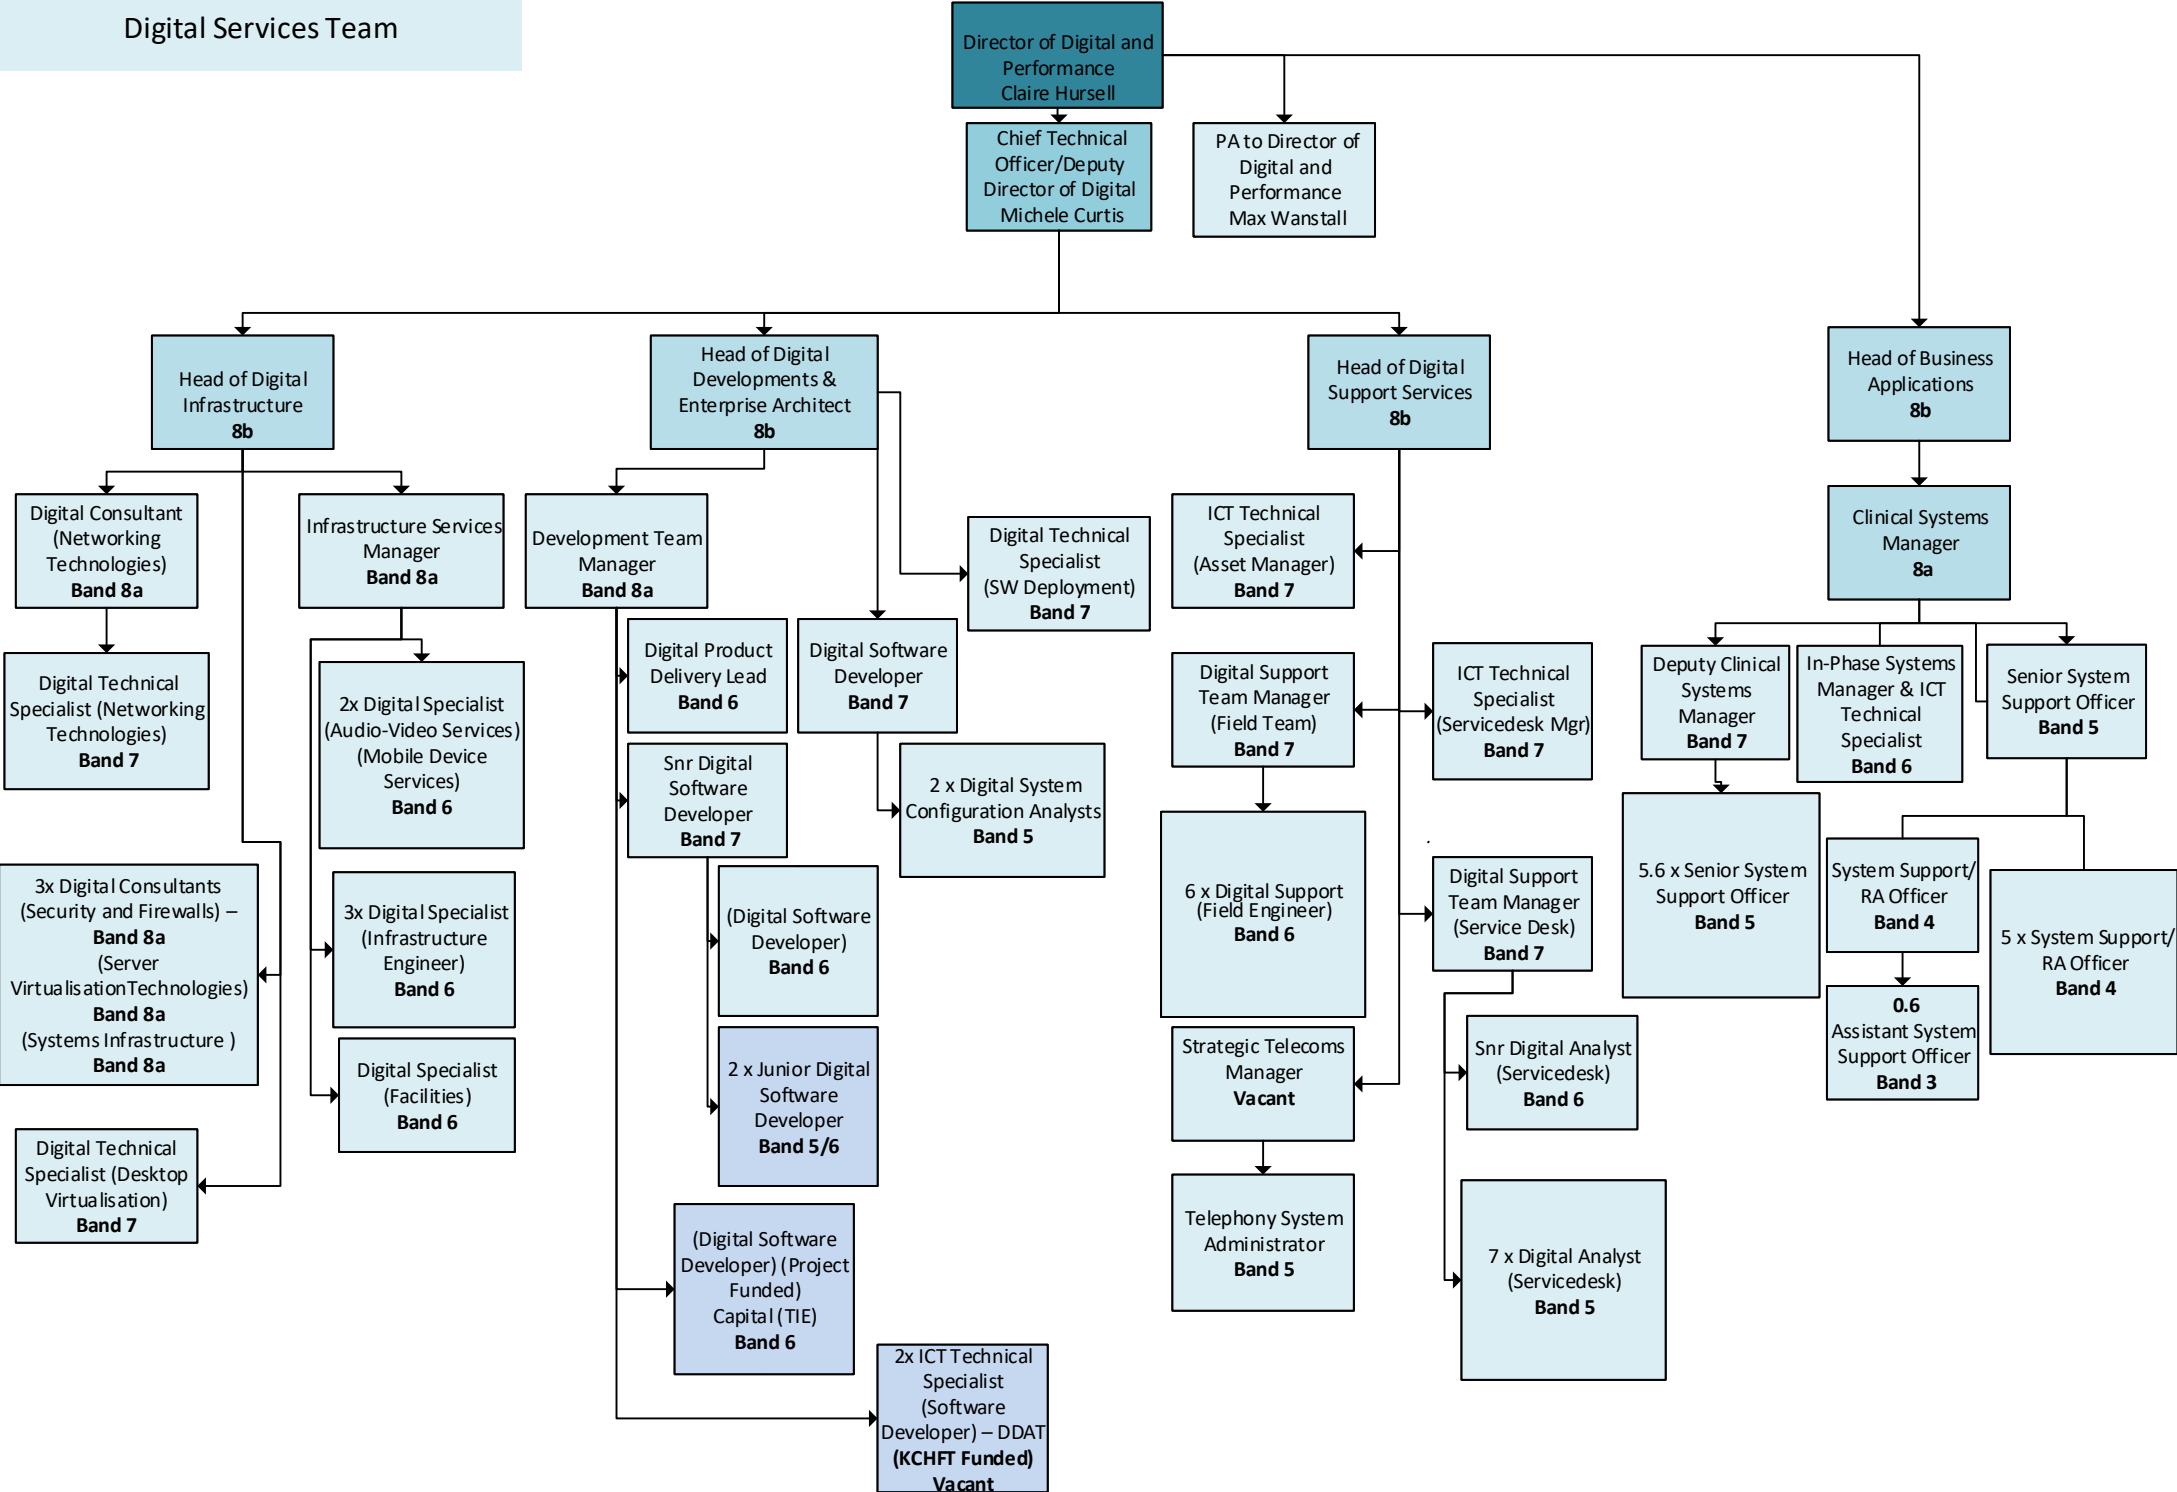 Digital Services Team
Director of Digital and
Performance
Claire Hursell
Chief Technical
Officer/Deputy
Director of Digital
Michele Curtis
PA to Director of
Digital and
Performance
Max Wanstall
Head of Digital
Infrastructure
8b
Head of Digital
Developments &
Enterprise Architect
8b
Head of Digital
Support Services
8b
Head of Business
Applications
8b
Digital Consultant
(Networking
Technologies)
Band 8a
Infrastructure Services
Manager
Band 8a
Development Team
Manager
Band 8a
Digital Technical
Specialist
(SW Deployment)
Band 7
ICT Technical
Specialist
(Asset Manager)
Band 7
Clinical Systems
Manager
8a
Digital Technical
Specialist (Networking
Technologies)
Band 7
2x Digital Specialist
(Audio-Video Services)
(Mobile Device
Services)
Band 6
Digital Product
Delivery Lead
Band 6
Digital Software
Developer
Band 7
Digital Support
Team Manager
(Field Team)
Band 7
ICT Technical
Specialist
(Servicedesk Mgr)
Band 7
Deputy Clinical
Systems
Manager
Band 7
In-Phase Systems
Manager & ICT
Technical
Specialist
Band 6
Senior System
Support Officer
Band 5
Snr Digital
Software
Developer
Band 7
2 x Digital System
Configuration Analysts
Band 5
3x Digital Consultants
(Security and Firewalls) –
Band 8a
(Server
VirtualisationTechnologies)
Band 8a
(Systems Infrastructure )
Band 8a
3x Digital Specialist
(Infrastructure
Engineer)
Band 6
(Digital Software
Developer)
Band 6
6 x Digital Support
(Field Engineer)
Band 6
Digital Support
Team Manager
(Service Desk)
Band 7
5.6 x Senior System
Support Officer
Band 5
System Support/
RA Officer
Band 4
5 x System Support/
RA Officer
Band 4
Digital Specialist
(Facilities)
Band 6
2 x Junior Digital
Software
Developer
Band 5/6
Strategic Telecoms
Manager
Vacant
Snr Digital Analyst
(Servicedesk)
Band 6
0.6
Assistant System
Support Officer
Band 3
Digital Technical
Specialist (Desktop
Virtualisation)
Band 7
(Digital Software
Developer) (Project
Funded)
Capital (TIE)
Band 6
Telephony System
Administrator
Band 5
7 x Digital Analyst
(Servicedesk)
Band 5
2x ICT Technical
Specialist
(Software
Developer) – DDAT
(KCHFT Funded)
Vacant